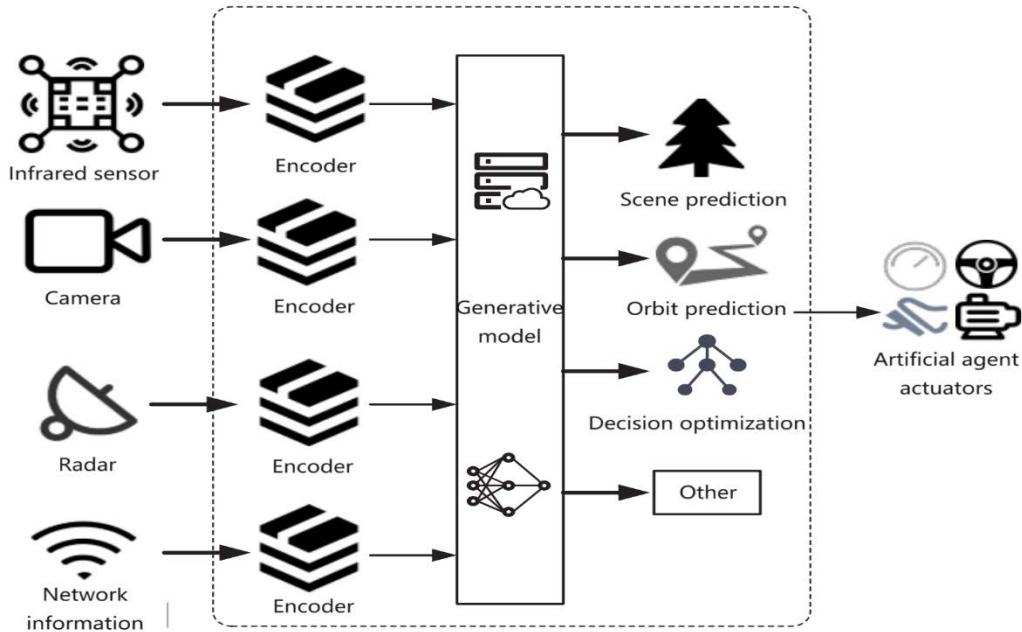 Infrared sensor
Encoder
Scene prediction
Camera
Encoder
Generative
model
Orbit prediction
Artificial agent
actuators
Radar
Encoder
Decision optimization
Other
Network
information
Encoder